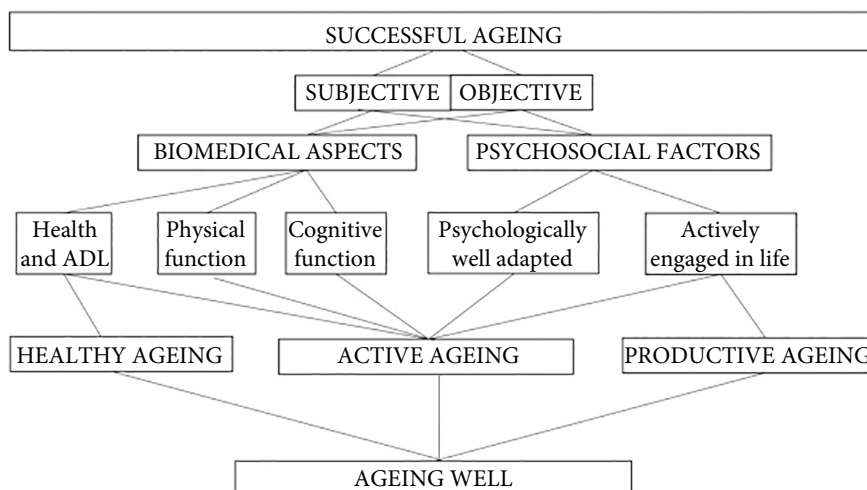 SUCCESSFUL AGEING
SUBJECTIVE
OBJECTIVE
BIOMEDICAL ASPECTS
PSYCHOSOCIAL FACTORS
Health
and ADL
Physical
function
Cognitive
function
Psychologically
well adapted
Actively
engaged in life
HEALTHY AGEING
ACTIVE AGEING
PRODUCTIVE AGEING
AGEING WELL